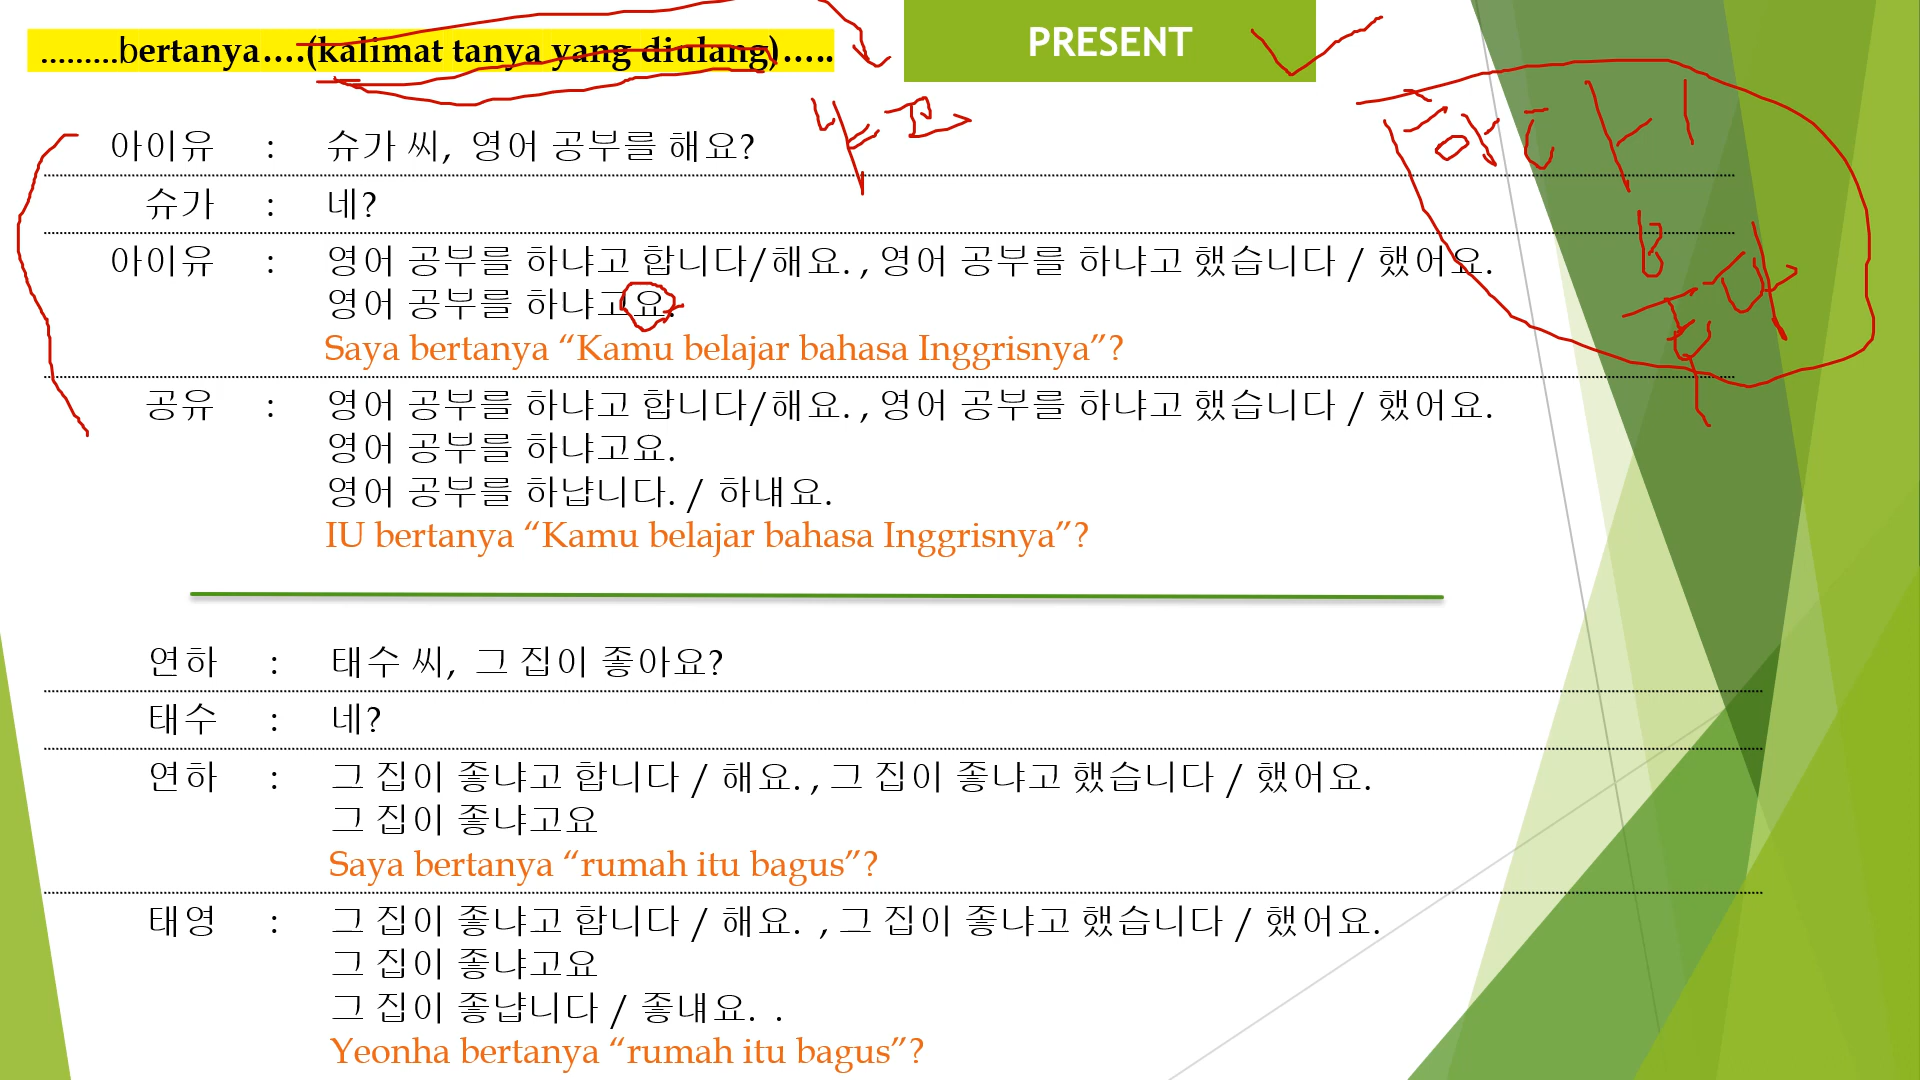 .........bertanya....(kalimat tanya yang diulang).....
PRESENT
아이유 : 슈가 씨, 영어 공부를 해요?
슈가 : 네?
아이유 : 영어 공부를 하냐고 합니다/해요. , 영어 공부를 하냐고 했습니다 / 했어요.
영어 공부를 하냐고요.
Saya bertanya “Kamu belajar bahasa Inggrisnya”?
공유 : 영어 공부를 하냐고 합니다/해요. , 영어 공부를 하냐고 했습니다 / 했어요.
영어 공부를 하냐고요.
영어 공부를 하냡니다. / 하냬요.
IU bertanya “Kamu belajar bahasa Inggrisnya”?
연하 : 태수 씨, 그 집이 좋아요?
태수 : 네?
연하 : 그 집이 좋냐고 합니다 / 해요. , 그 집이 좋냐고 했습니다 / 했어요.
그 집이 좋냐고요
Saya bertanya “rumah itu bagus”?
태영 : 그 집이 좋냐고 합니다 / 해요. , 그 집이 좋냐고 했습니다 / 했어요.
그 집이 좋냐고요
그 집이 좋냡니다 / 좋냬요. .
Yeonha bertanya “rumah itu bagus”?